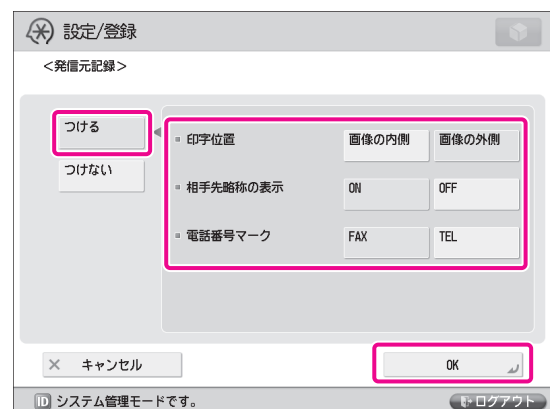 設定/登録
<発信元記録>
つける
つけない
印字位置 画像の内側 画像の外側
相手先略称の表示 ON OFF
電話番号マーク FAX TEL
× キャンセル OK
ID システム管理モードです。 ログアウト